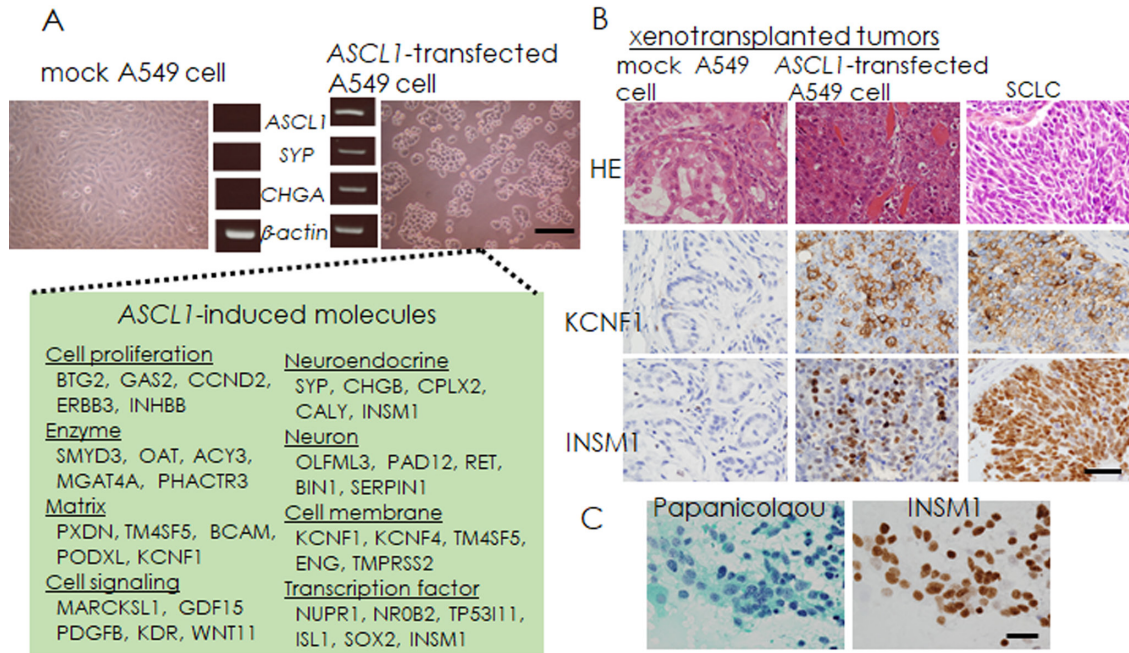 A
mock A549 cell
ASCL1-transfected
A549 cell
ASCL1
SYP
CHGA
β-actin
ASCL1-induced molecules
Cell proliferation
BTG2, GAS2, CCND2,
ERBB3, INHBB
Enzyme
SMYD3, OAT, ACY3,
MGAT4A, PHACTR3
Matrix
PXDN, TM4SF5, BCAM,
PODXL, KCNF1
Cell signaling
MARCKSL1, GDF15
PDGFB, KDR, WNT11
Neuroendocrine
SYP, CHGB, CPLX2,
CALY, INSM1
Neuron
OLFML3, PAD12, RET,
BIN1, SERPIN1
Cell membrane
KCNF1, KCNF4, TM4SF5,
ENG, TMPRSS2
Transcription factor
NUPR1, NR0B2, TP53I11,
ISL1, SOX2, INSM1
B
xenotransplanted tumors
mock A549
cell
ASCL1-transfected
A549 cell
SCLC
HE
KCNF1
INSM1
C
Papanicolaou
INSM1